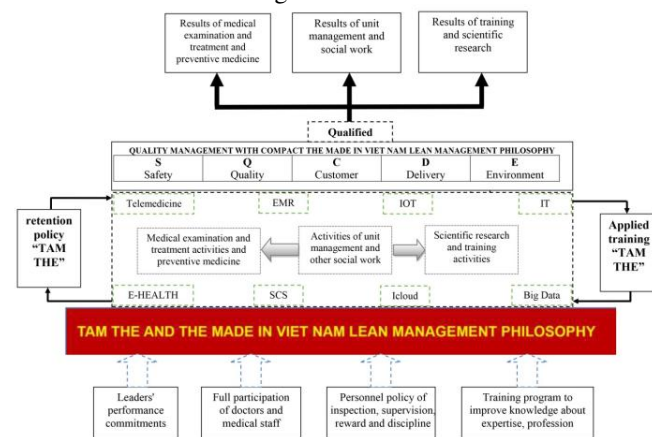 Results of medical
examination and
treatment and
preventive medicine
Results of unit
management and
social work
Results of training
and scientific
research
Qualified
QUALITY MANAGEMENT WITH COMPACT THE MADE IN VIET NAM LEAN MANAGEMENT PHILOSOPHY
S
Safety
Q
Quality
C
Customer
D
Delivery
E
Environment
Telemedicine
EMR
IOT
IT
retention
policy
“TAM
THE”
Medical examination and
treatment activities and
preventive medicine
Activities of unit
management and
other social work
Scientific research
and training
activities
Applied
training
“TAM
THE”
E-HEALTH
SCS
Icloud
Big Data
TAM THE AND THE MADE IN VIET NAM LEAN MANAGEMENT PHILOSOPHY
Leaders'
performance
commitments
Full participation
of doctors and
medical staff
Personnel policy of
inspection, supervision,
reward and discipline
Training program to
improve knowledge about
expertise, profession